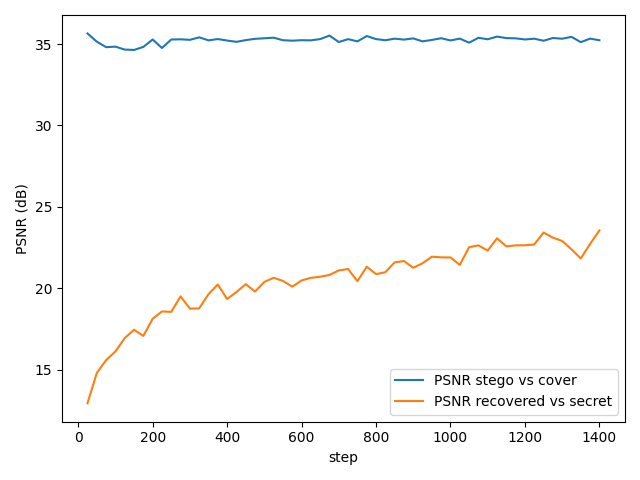 35
30
25
20
15
PSNR (dB)
PSNR stego vs cover
PSNR recovered vs secret
0 200 400 600 800 1000 1200 1400
step